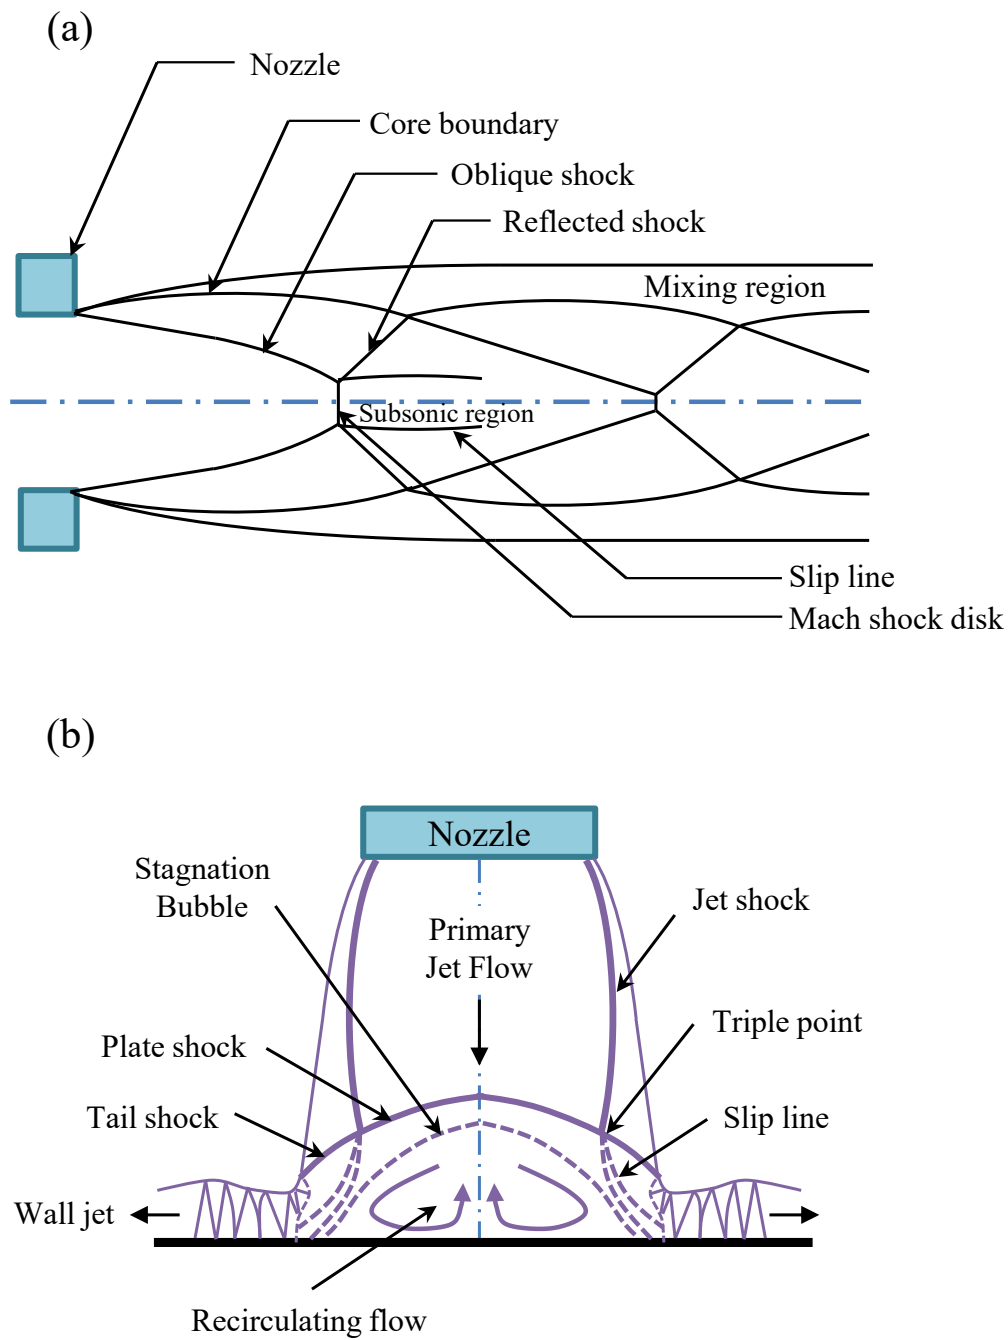 (a)
Nozzle
Core boundary
Oblique shock
Reflected shock
Mixing region
Subsonic region
Slip line
Mach shock disk
(b)
Nozzle
Stagnation
Bubble
Jet shock
Primary
Jet Flow
Triple point
Plate shock
Tail shock
Slip line
Wall jet
Recirculating flow